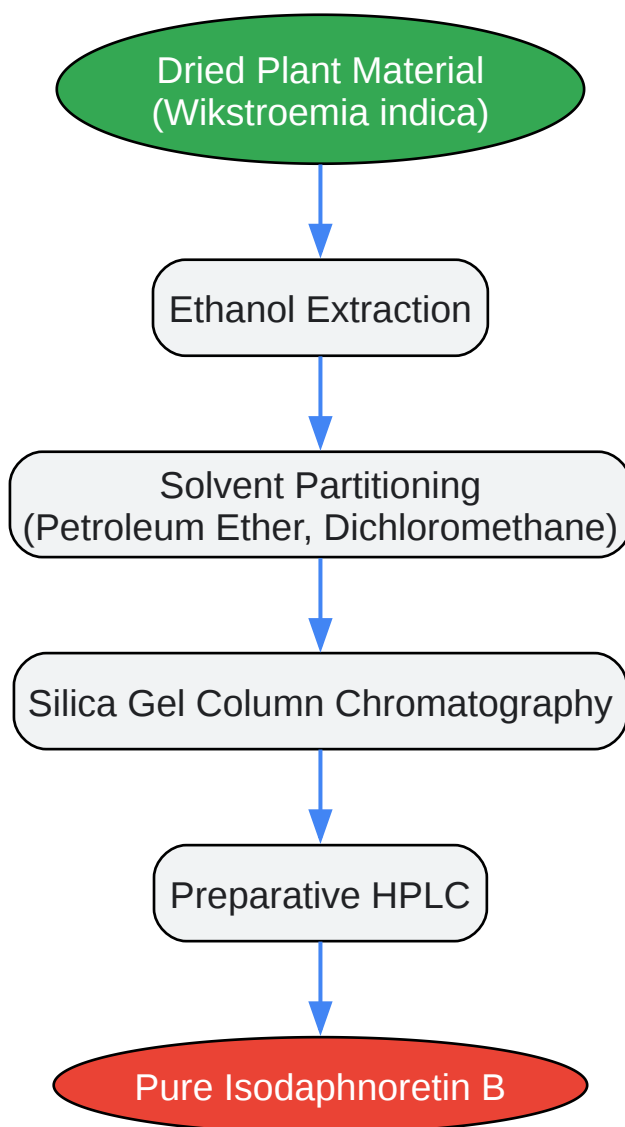 Dried Plant Material
(Wikstroemia indica)
Ethanol Extraction
Solvent Partitioning
(Petroleum Ether, Dichloromethane)
Silica Gel Column Chromatography
Preparative HPLC
Pure Isodaphnoretin B